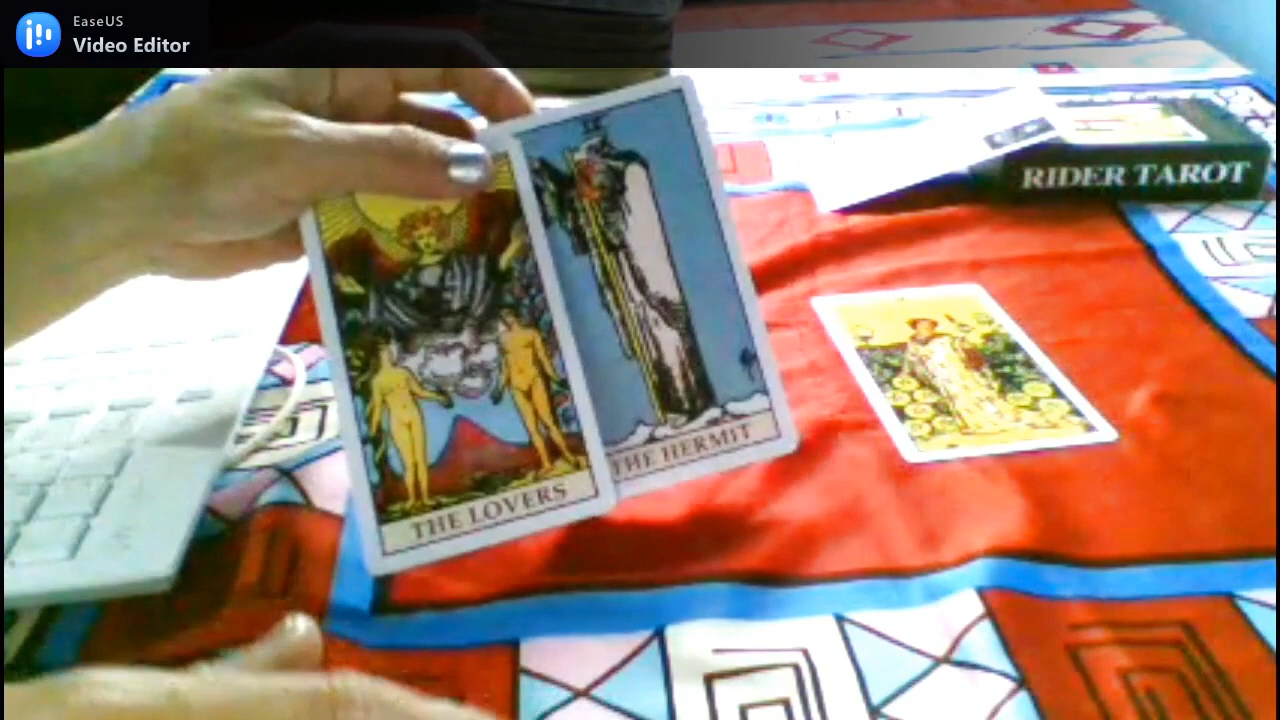 EaseUS
Video Editor
RIDER TAROT
THE HERMIT
THE LOVERS